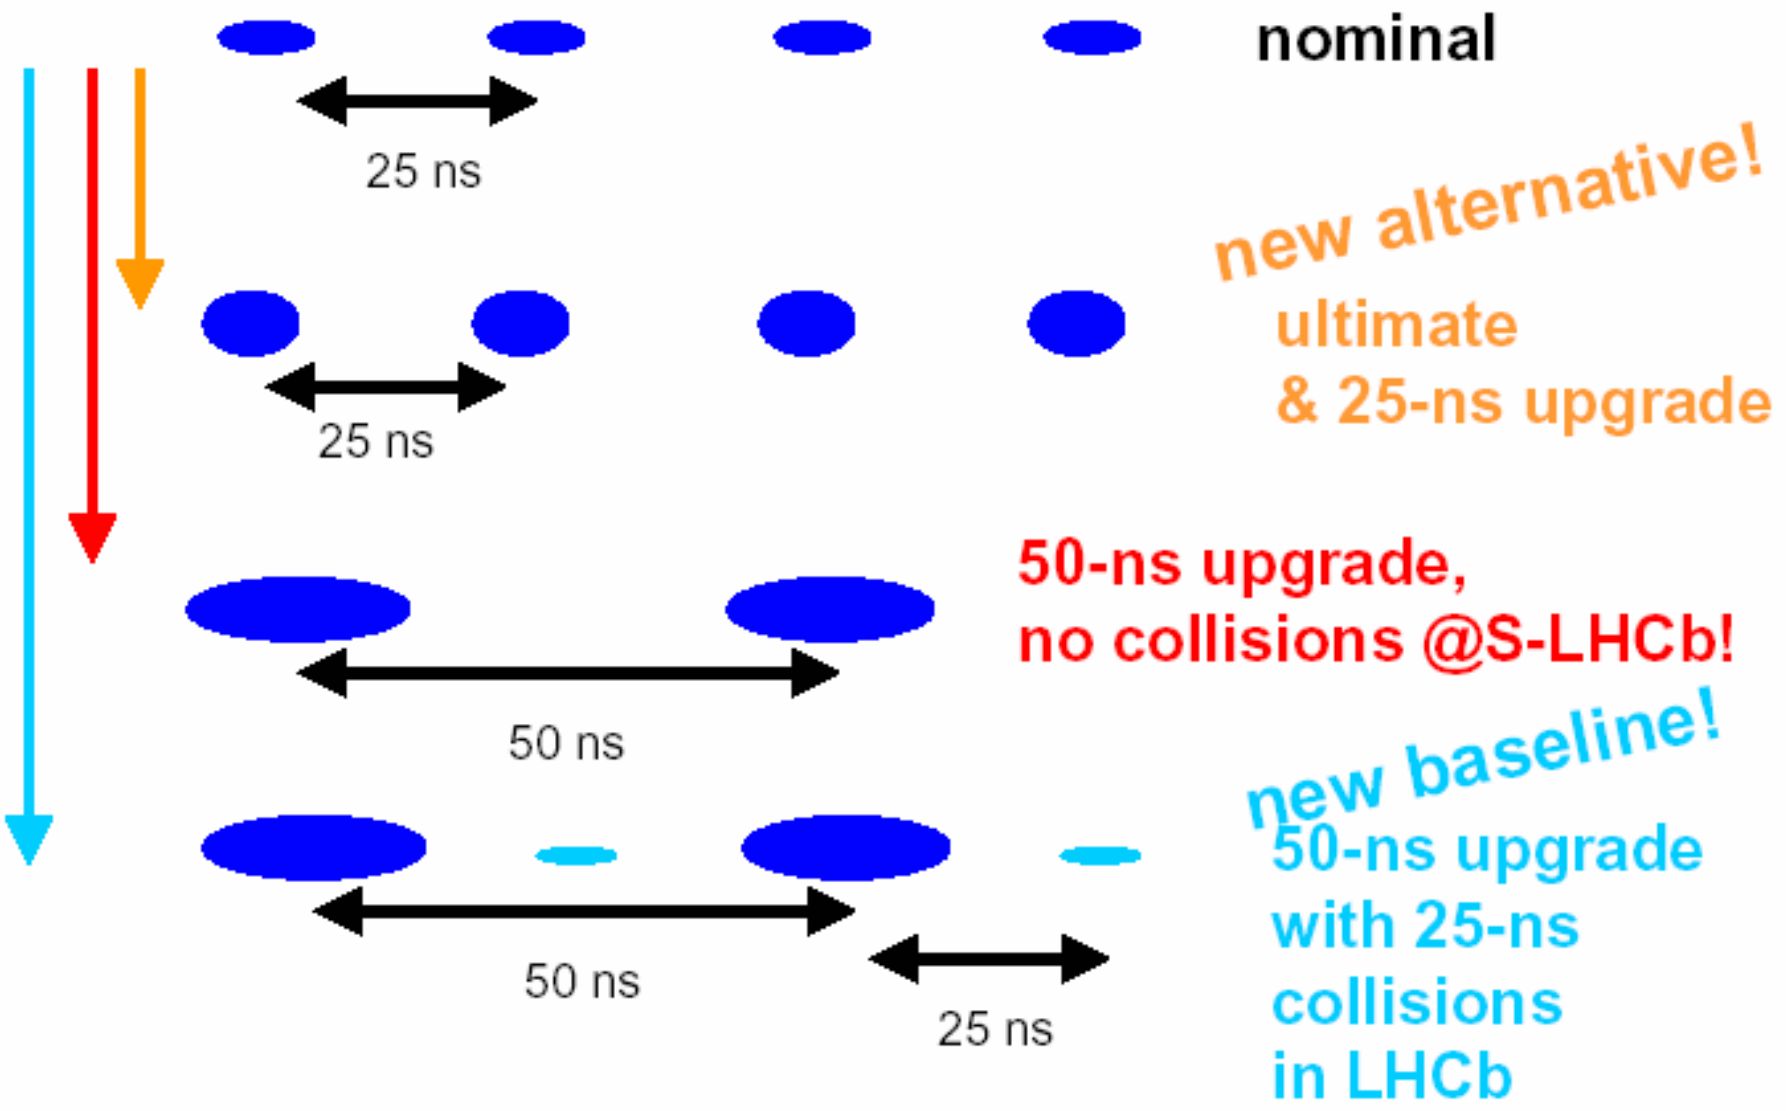 nominal
25 ns
new alternative!
ultimate
& 25-ns upgrade
25 ns
50-ns upgrade,
no collisions @S-LHCb!
50 ns
new baseline!
50-ns upgrade
with 25-ns
collisions
in LHCb
50 ns
25 ns